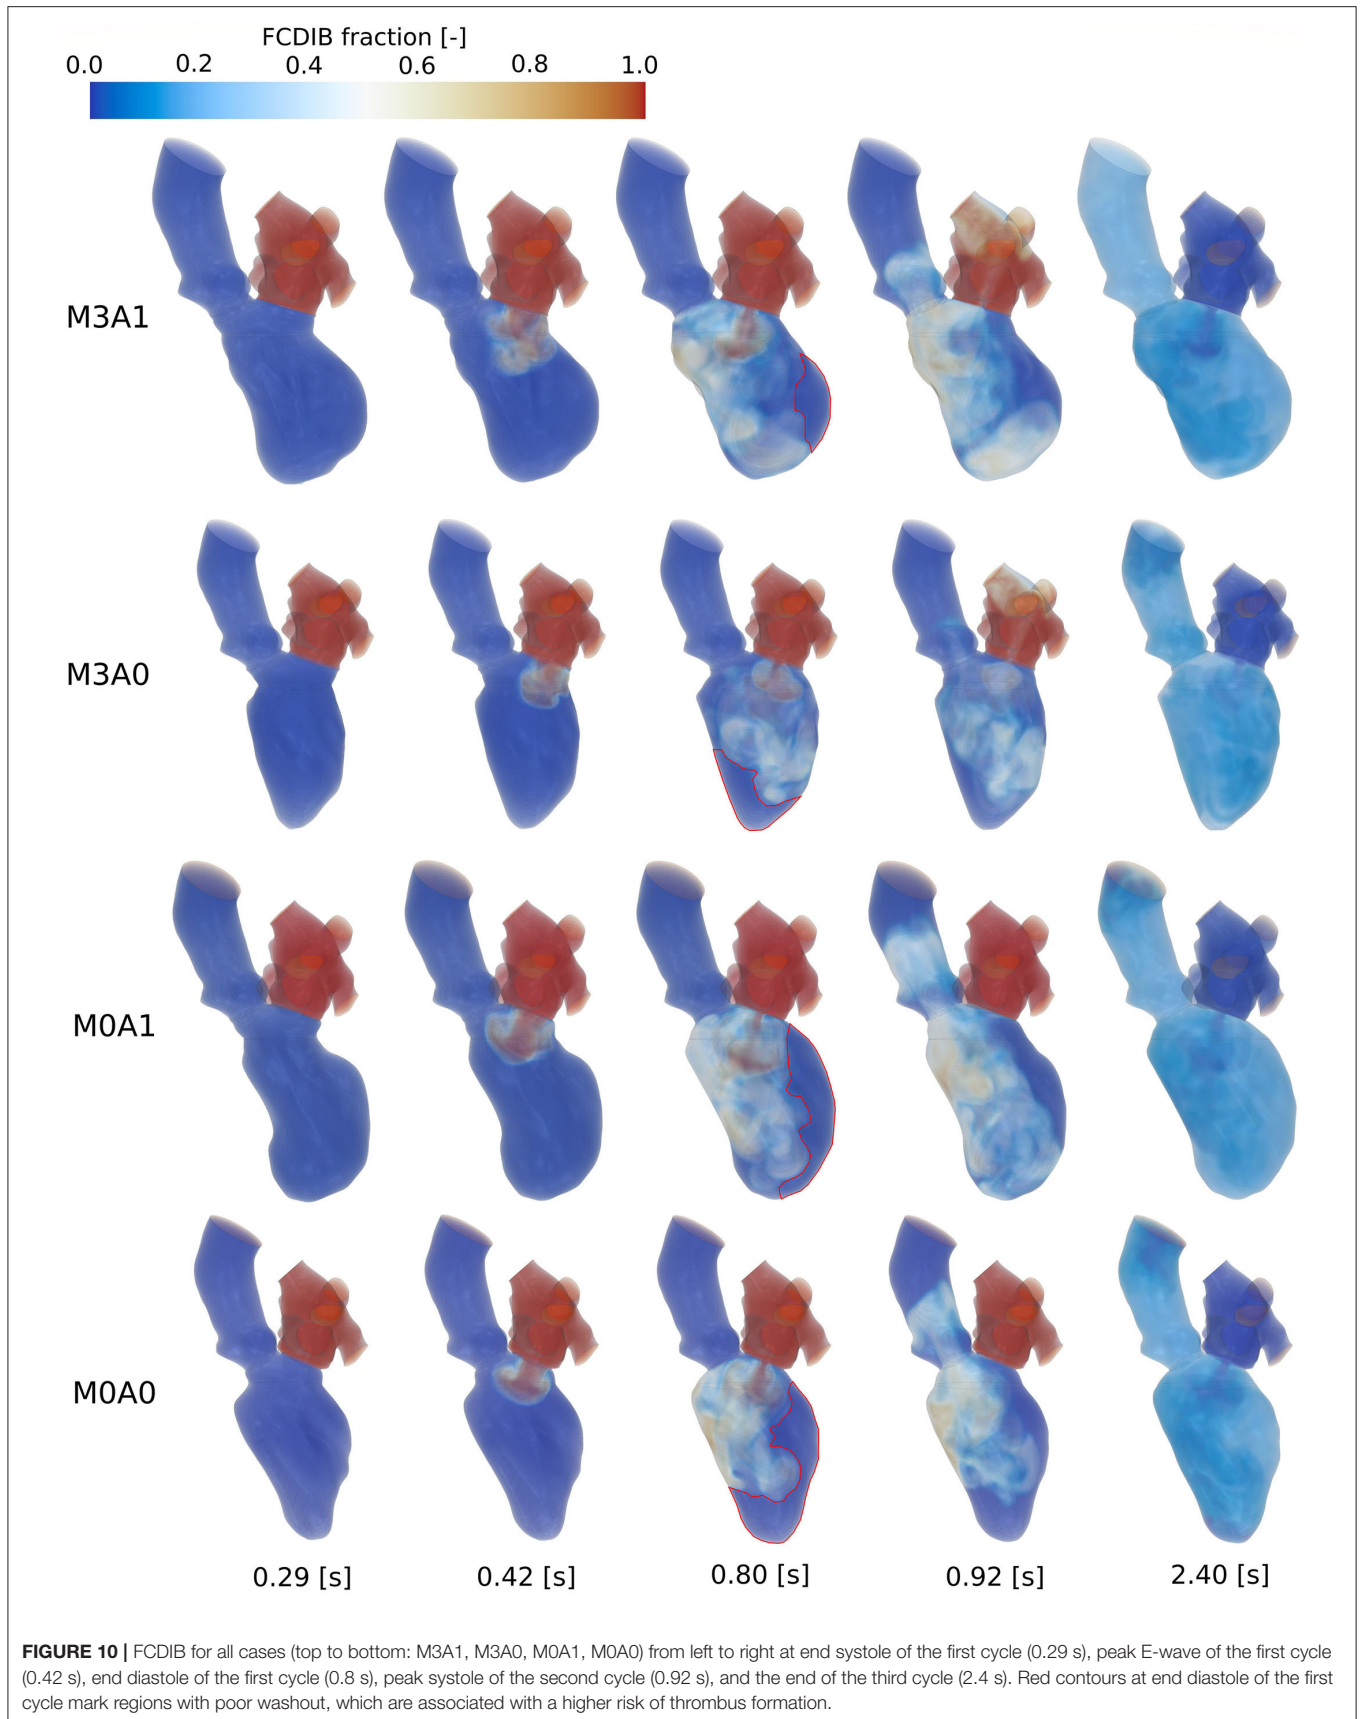 FCDIB fraction [-]
0.0 0.2 0.4 0.6 0.8 1.0
M3A1
M3A0
M0A1
M0A0
0.29 [s] 0.42 [s] 0.80 [s] 0.92 [s] 2.40 [s]
FIGURE 10 | FCDIB for all cases (top to bottom: M3A1, M3A0, M0A1, M0A0) from left to right at end systole of the first cycle (0.29 s), peak E-wave of the first cycle
(0.42 s), end diastole of the first cycle (0.8 s), peak systole of the second cycle (0.92 s), and the end of the third cycle (2.4 s). Red contours at end diastole of the first
cycle mark regions with poor washout, which are associated with a higher risk of thrombus formation.